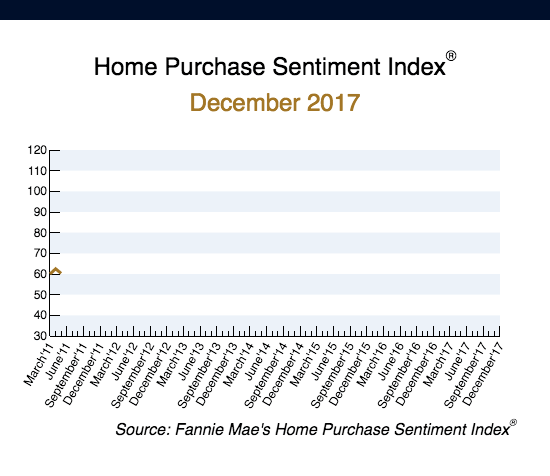 Home Purchase Sentiment Index®
December 2017
120
110
100
90
80
70
60
50
40
30
March'11
June'11
September'11
December'11
March'12
June'12
September'12
December'12
March'13
June'13
September'13
December'13
March'14
June'14
September'14
December'14
March'15
June'15
September'15
December'15
March'16
June'16
September'16
December'16
March'17
June'17
September'17
December'17
Source: Fannie Mae's Home Purchase Sentiment Index®